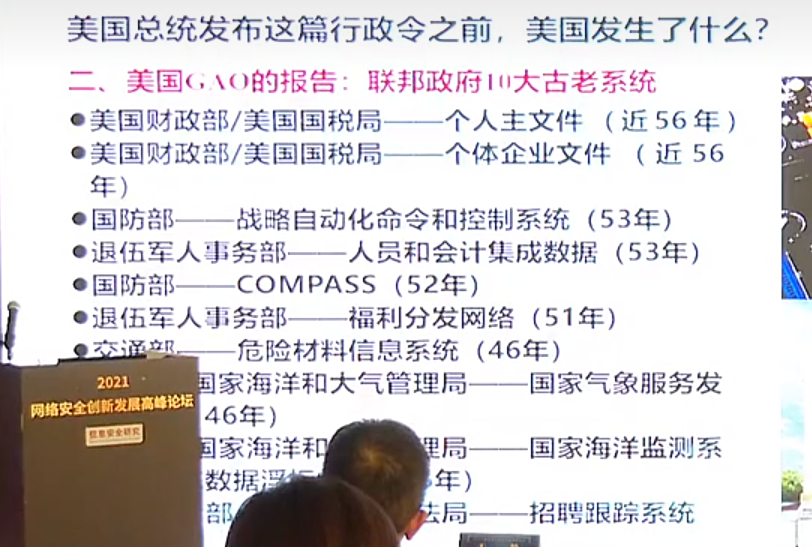 美国总统发布这篇行政令之前，美国发生了什么？
二、美国GAO的报告：联邦政府10大古老系统
●美国财政部/美国国税局——个人主文件（近56年）
●美国财政部/美国国税局——个体企业文件（近56
年）
●国防部——战略自动化命令和控制系统（53年）
●退伍军人事务部——人员和会计集成数据（53年）
●国防部——COMPASS（52年）
●退伍军人事务部——福利分发网络（51年）
●交通部——危险材料信息系统（46年）
国家海洋和大气管理局——国家气象服务发
46年）
国家海洋和 理局——国家海洋监测系
数据浮 年）
部 法局——招聘跟踪系统
2021
网络安全创新发展高峰论坛
信息安全研究